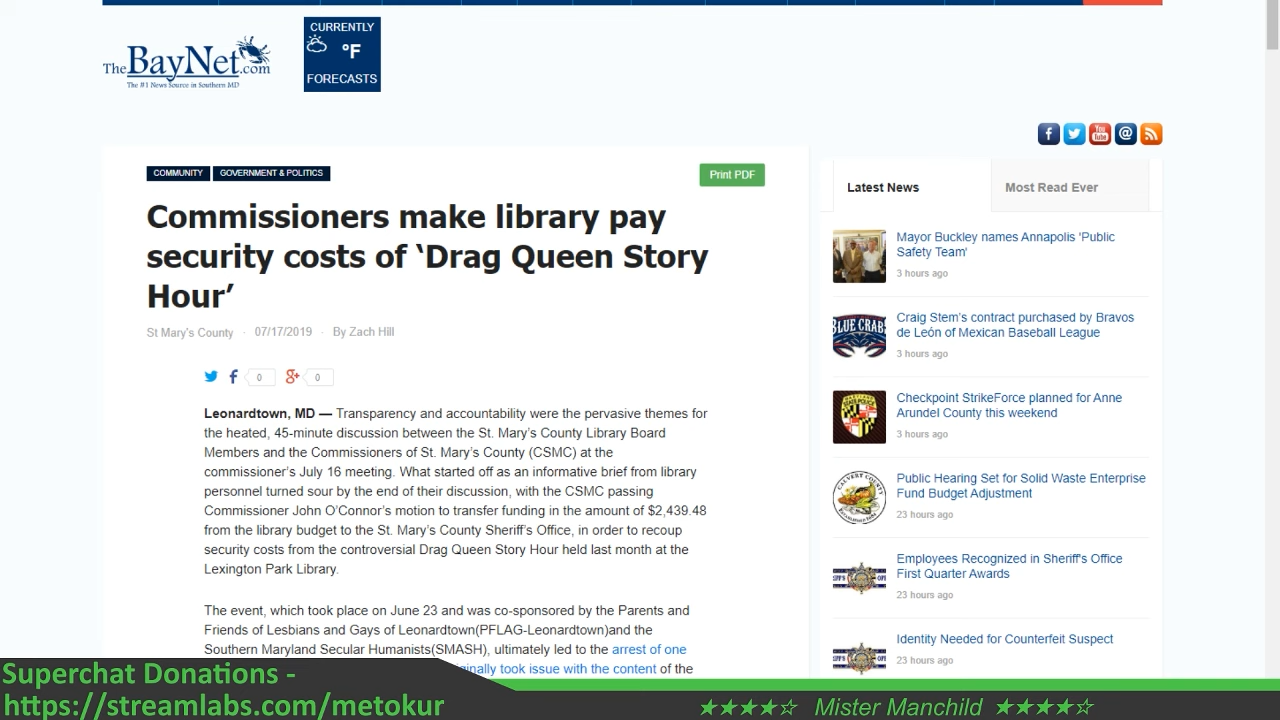 TheBayNet.com
The #1 News Source in Southern MD
CURRENTLY
°F
FORECASTS
COMMUNITY
GOVERNMENT & POLITICS
Print PDF
Commissioners make library pay
security costs of ‘Drag Queen Story
Hour’
St Mary's County · 07/17/2019 · By Zach Hill
0
0
Leonardtown, MD — Transparency and accountability were the pervasive themes for
the heated, 45-minute discussion between the St. Mary’s County Library Board
Members and the Commissioners of St. Mary’s County (CSMC) at the
commissioner’s July 16 meeting. What started off as an informative brief from library
personnel turned sour by the end of their discussion, with the CSMC passing
Commissioner John O’Connor’s motion to transfer funding in the amount of $2,439.48
from the library budget to the St. Mary’s County Sheriff’s Office, in order to recoup
security costs from the controversial Drag Queen Story Hour held last month at the
Lexington Park Library.
The event, which took place on June 23 and was co-sponsored by the Parents and
Friends of Lesbians and Gays of Leonardtown(PFLAG-Leonardtown)and the
Southern Maryland Secular Humanists(SMASH), ultimately led to the arrest of one
took issue with the content of the
Latest News
Most Read Ever
Mayor Buckley names Annapolis 'Public
Safety Team'
3 hours ago
BLUE CRABS
Craig Stem’s contract purchased by Bravos
de León of Mexican Baseball League
3 hours ago
Checkpoint StrikeForce planned for Anne
Arundel County this weekend
3 hours ago
Public Hearing Set for Solid Waste Enterprise
Fund Budget Adjustment
23 hours ago
Employees Recognized in Sheriff's Office
First Quarter Awards
23 hours ago
Identity Needed for Counterfeit Suspect
23 hours ago
Superchat Donations -
https://streamlabs.com/metokur
★★★★☆ Mister Manchild ★★★★☆